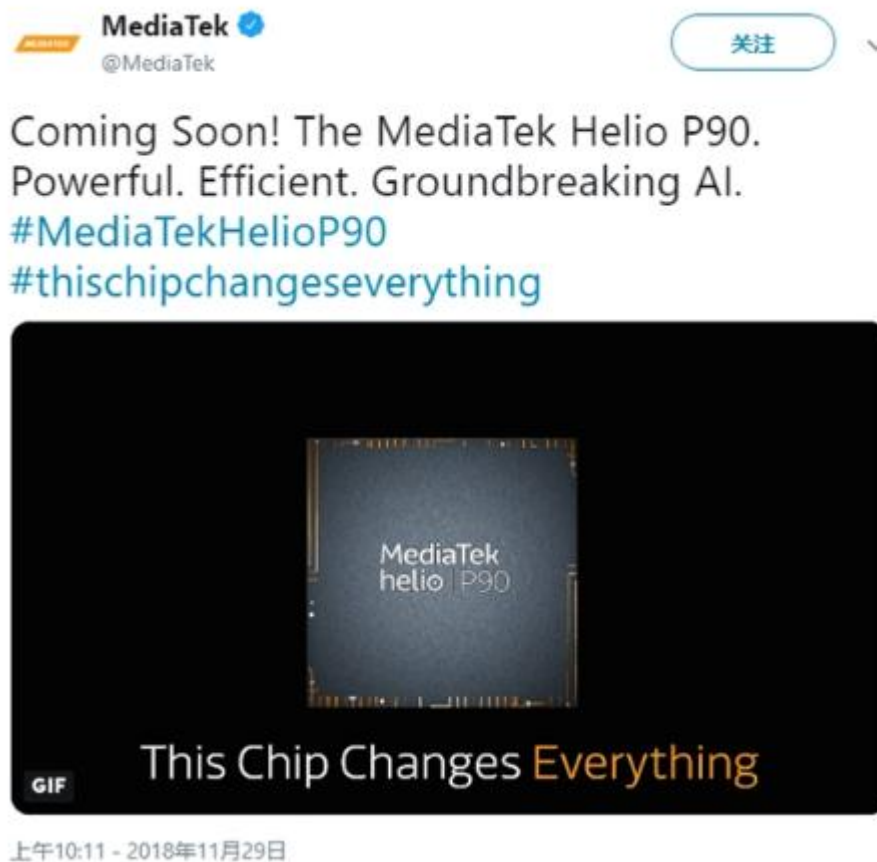 MediaTek
@MediaTek
关注
Coming Soon! The MediaTek Helio P90.
Powerful. Efficient. Groundbreaking AI.
#MediaTekHelioP90
#thischipchangeseverything
MediaTek
helio P90
This Chip Changes Everything
GIF
上午10:11 - 2018年11月29日